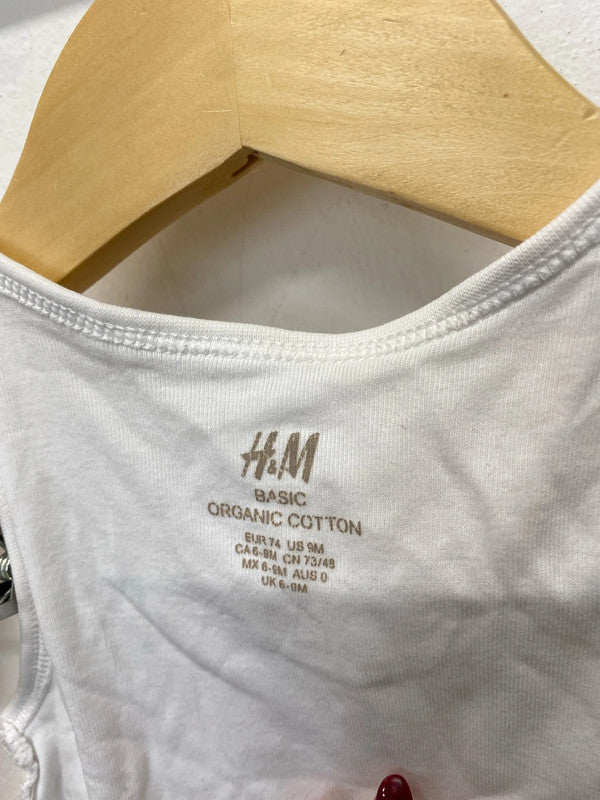 H&M
BASIC
ORGANIC COTTON
EUR 74 US 9M
CA 6-9M CN 73/48
MX 6-9M AUS 0
UK 6-9M